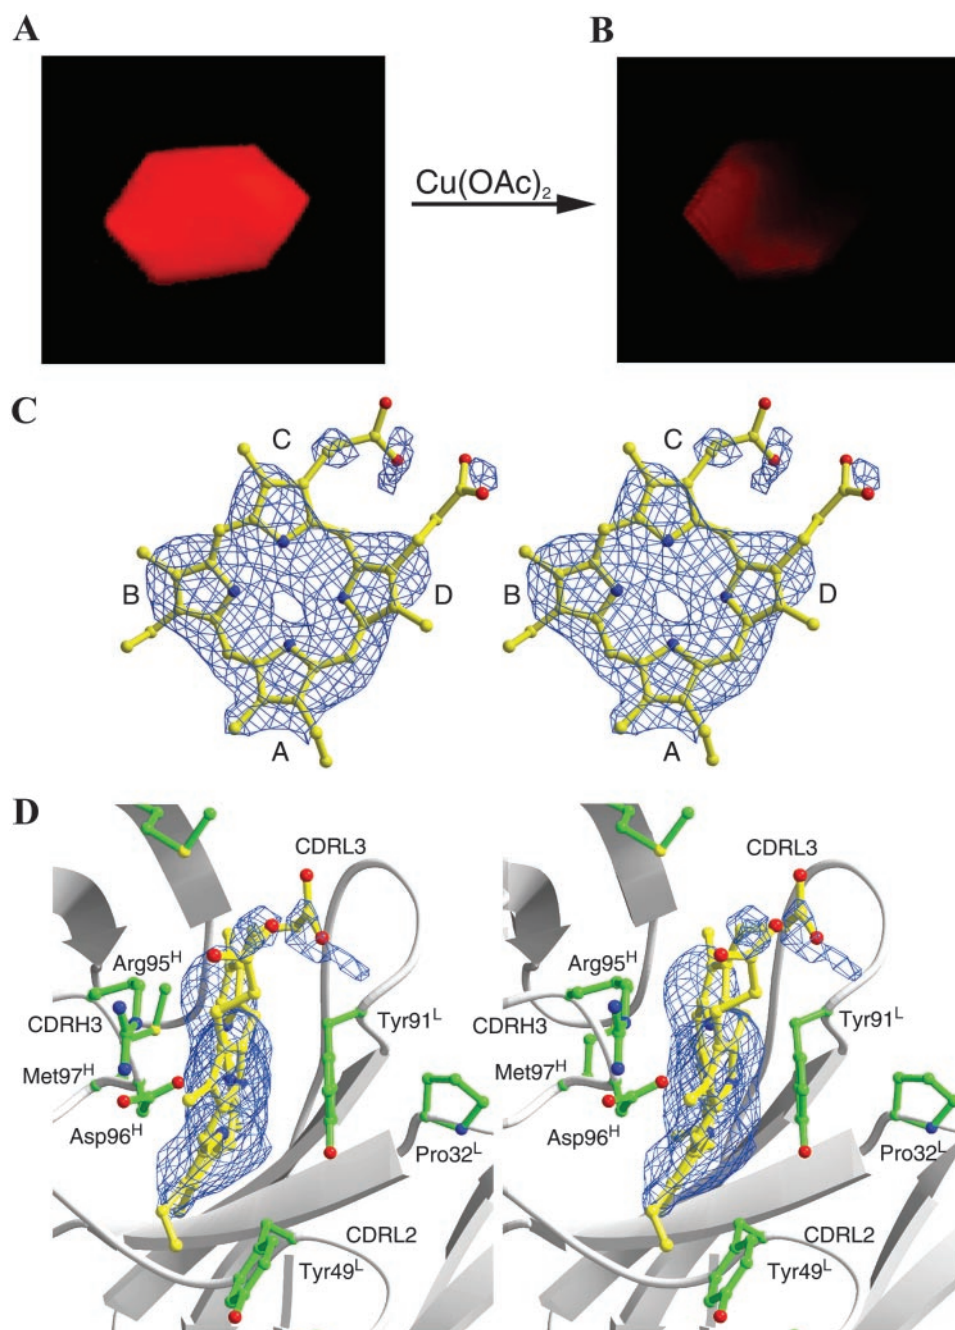 A
B
Cu(OAc)₂
C
C
C
B
D
B
D
A
A
D
CDRL3
CDRL3
Arg95ᴴ
Arg95ᴴ
CDRH3
Tyr91ᴸ
CDRH3
Tyr91ᴸ
Met97ᴴ
Met97ᴴ
Asp96ᴴ
Pro32ᴸ
Asp96ᴴ
Pro32ᴸ
CDRL2
CDRL2
Tyr49ᴸ
Tyr49ᴸ